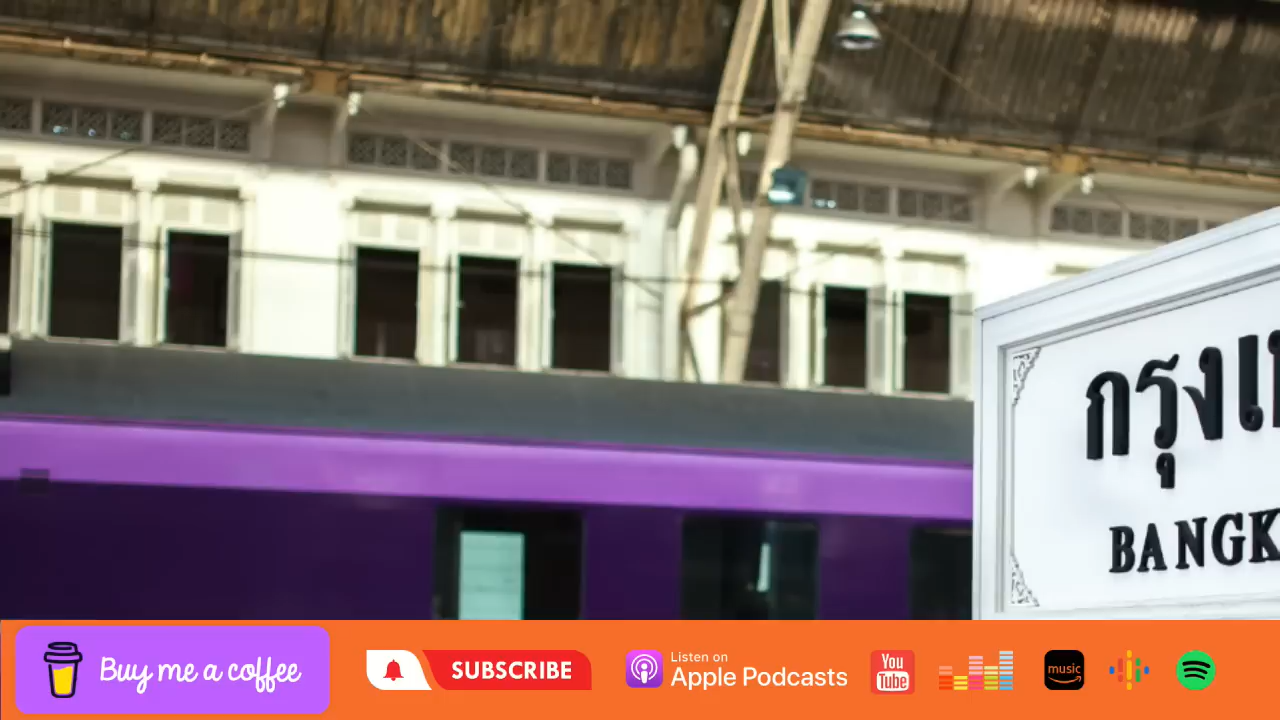 กรุงเ
BANGK
Buy me a coffee
SUBSCRIBE
Listen on
Apple Podcasts
You
Tube
music